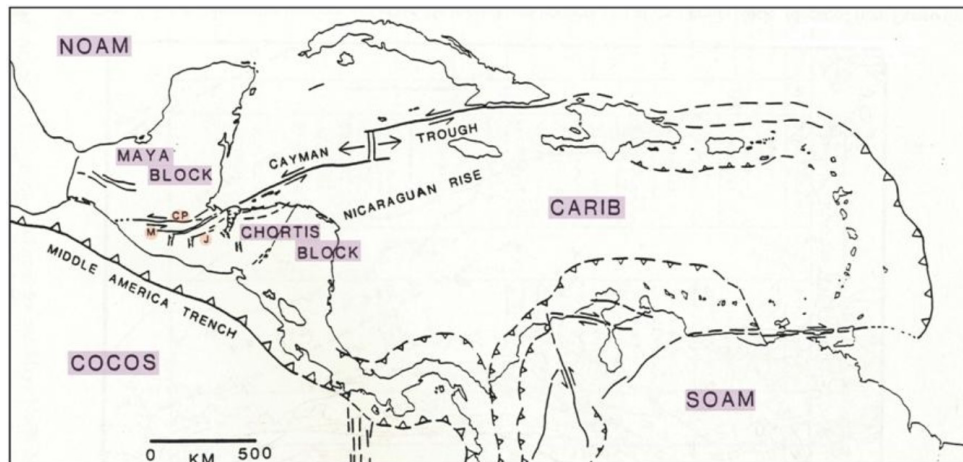 NOAM
MAYA
BLOCK
CAYMAN
TROUGH
NICARAGUAN RISE
CARIB
CP
M
J
CHORTIS
BLOCK
MIDDLE AMERICA TRENCH
COCOS
SOAM
0 KM 500